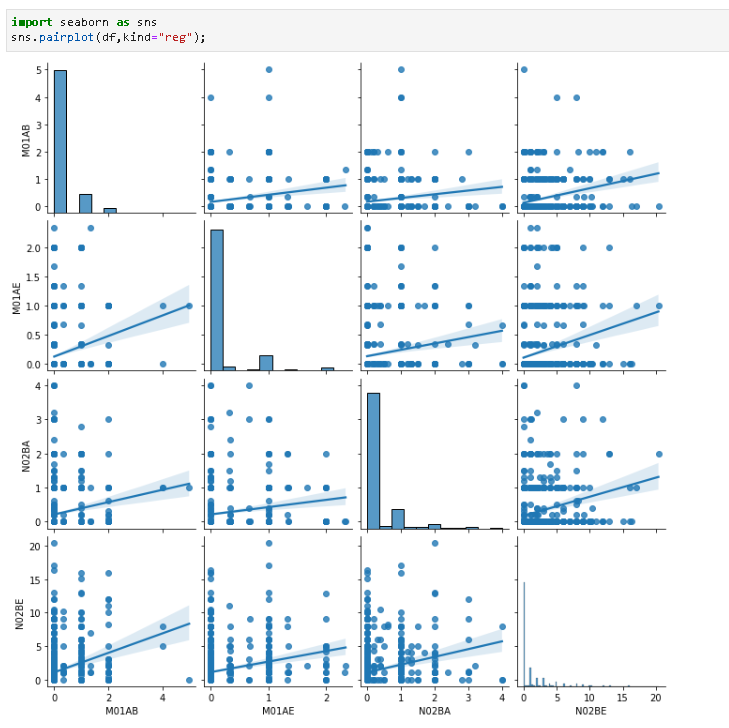 import seaborn as sns
sns.pairplot(df,kind="reg");
5
4
3
2
1
0
M01AB
2.0
1.5
1.0
0.5
0.0
M01AE
4
3
2
1
0
N02BA
20
15
10
5
0
N02BE
0 2 4
M01AB
0 1 2
M01AE
0 1 2 3 4
N02BA
0 5 10 15 20
N02BE